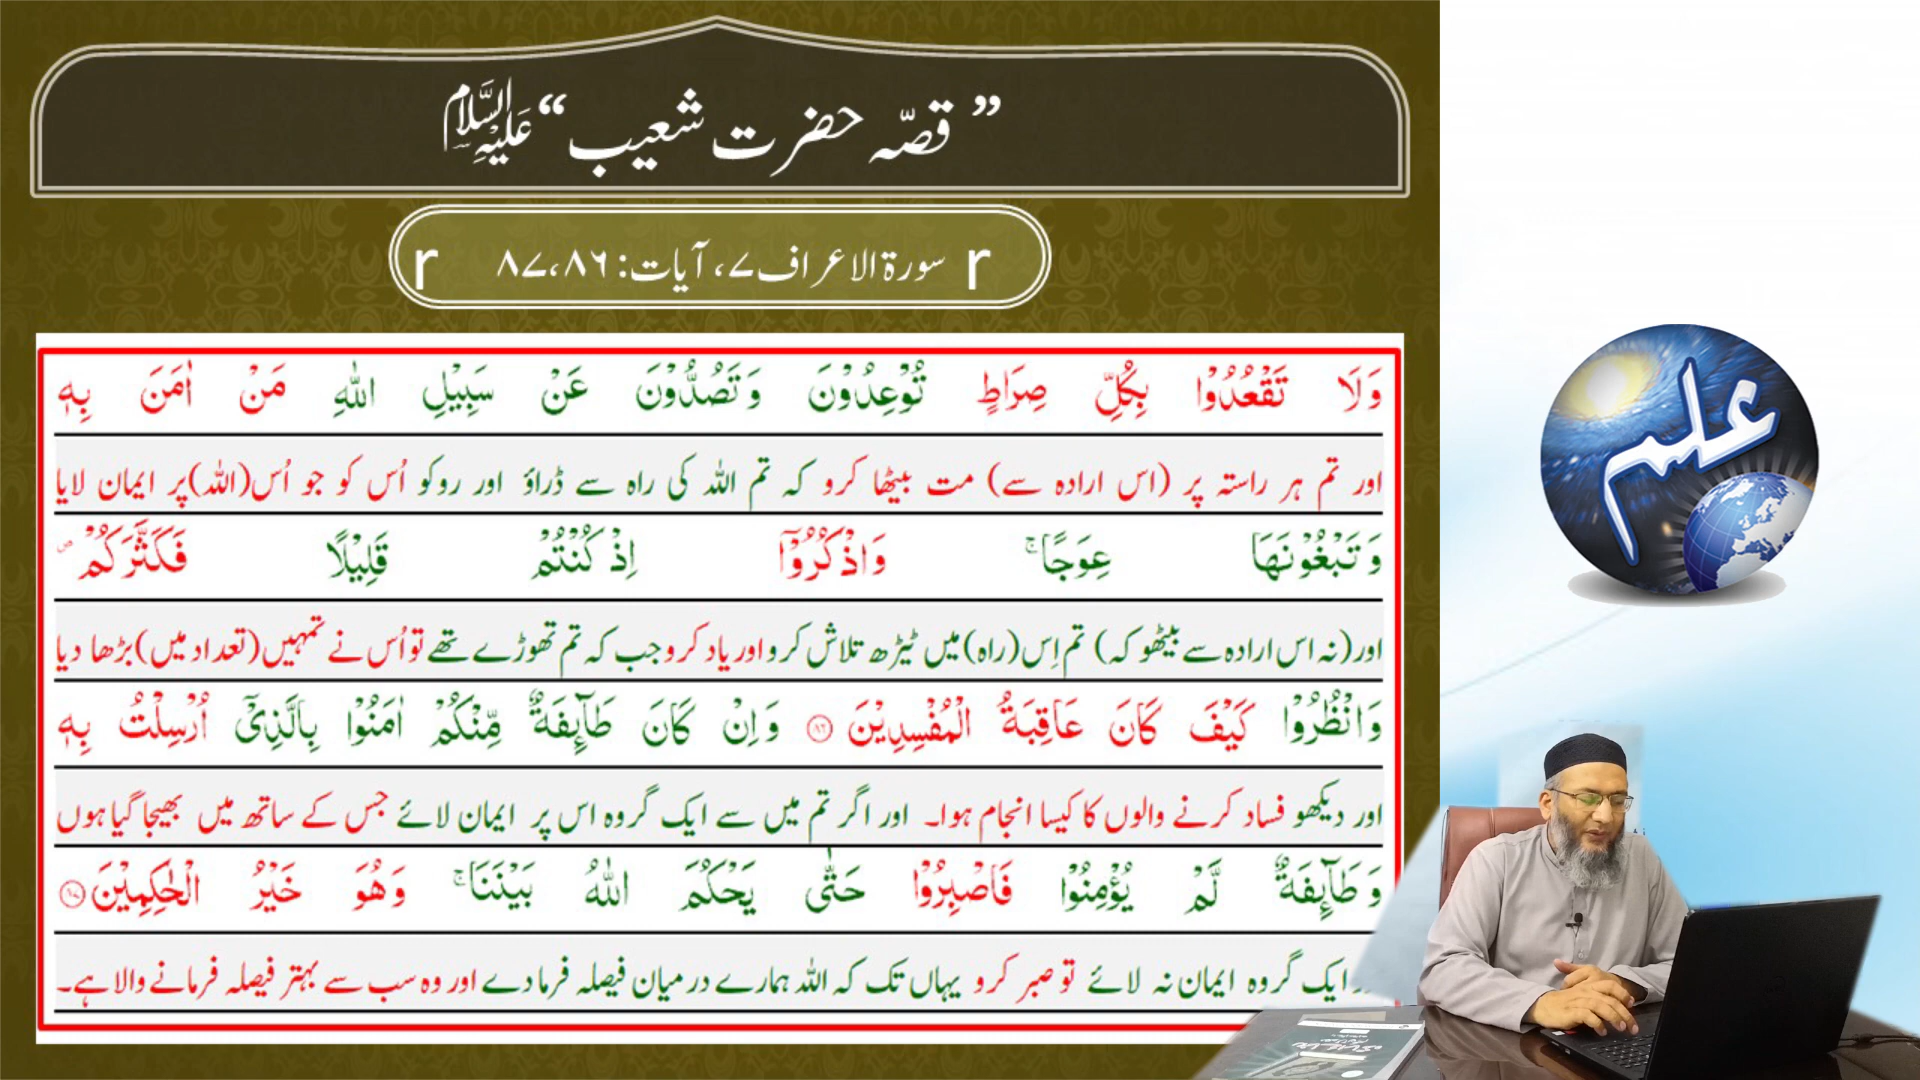 ”قصّہ حضرت شعیب“ عَلَیْہِ السَّلَام
r سورۃ الاعراف۷، آیات: ۸۷،۸۶ r
وَلَا تَقْعُدُوْا بِكُلِّ صِرَاطٍ تُوْعِدُوْنَ وَتَصُدُّوْنَ عَنْ سَبِيْلِ اللّٰهِ مَنْ اٰمَنَ بِهٖ
اور تم ہر راستہ پر (اس ارادہ سے) مت بیٹھا کرو کہ تم اللہ کی راہ سے ڈراؤ اور روکو اُس کو جو اُس(اللہ)پر ایمان لایا
وَتَبْغُوْنَهَا عِوَجًا ۚ وَاذْكُرُوْۤا اِذْ كُنْتُمْ قَلِيْلًا فَكَثَّرَكُمْ ۪
اور(نہ اس ارادہ سے بیٹھو کہ) تم اِس(راہ)میں ٹیڑھ تلاش کرو اور یاد کرو جب کہ تم تھوڑے تھے تو اُس نے تمہیں(تعداد میں)بڑھا دیا
وَانْظُرُوْا كَيْفَ كَانَ عَاقِبَةُ الْمُفْسِدِيْنَ ۝۸۶ وَاِنْ كَانَ طَآئِفَةٌ مِّنْكُمْ اٰمَنُوْا بِالَّذِيْۤ اُرْسِلْتُ بِهٖ
اور دیکھو فساد کرنے والوں کا کیسا انجام ہوا۔ اور اگر تم میں سے ایک گروہ اس پر ایمان لائے جس کے ساتھ میں بھیجا گیا ہوں
وَطَآئِفَةٌ لَّمْ يُؤْمِنُوْا فَاصْبِرُوْا حَتّٰى يَحْكُمَ اللّٰهُ بَيْنَنَا ۚ وَهُوَ خَيْرُ الْحٰكِمِيْنَ ۝۸۷
ایک گروہ ایمان نہ لائے تو صبر کرو یہاں تک کہ اللہ ہمارے درمیان فیصلہ فرما دے اور وہ سب سے بہتر فیصلہ فرمانے والا ہے۔
علم